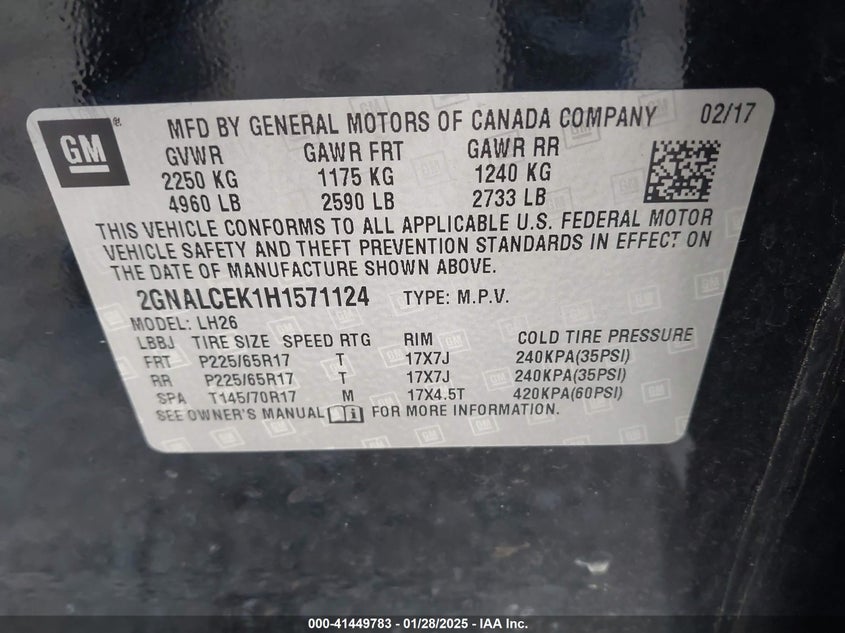 GM
MFD BY GENERAL MOTORS OF CANADA COMPANY 02/17
GVWR GAWR FRT GAWR RR
2250 KG 1175 KG 1240 KG
4960 LB 2590 LB 2733 LB
THIS VEHICLE CONFORMS TO ALL APPLICABLE U.S. FEDERAL MOTOR
VEHICLE SAFETY AND THEFT PREVENTION STANDARDS IN EFFECT ON
THE DATE OF MANUFACTURE SHOWN ABOVE.
2GNALCEK1H1571124 TYPE: M.P.V.
MODEL: LH26
LBBJ TIRE SIZE SPEED RTG RIM COLD TIRE PRESSURE
FRT P225/65R17 T 17X7J 240KPA(35PSI)
RR P225/65R17 T 17X7J 240KPA(35PSI)
SPA T145/70R17 M 17X4.5T 420KPA(60PSI)
SEE OWNER'S MANUAL FOR MORE INFORMATION.
000-41449783 - 01/28/2025 - IAA Inc.